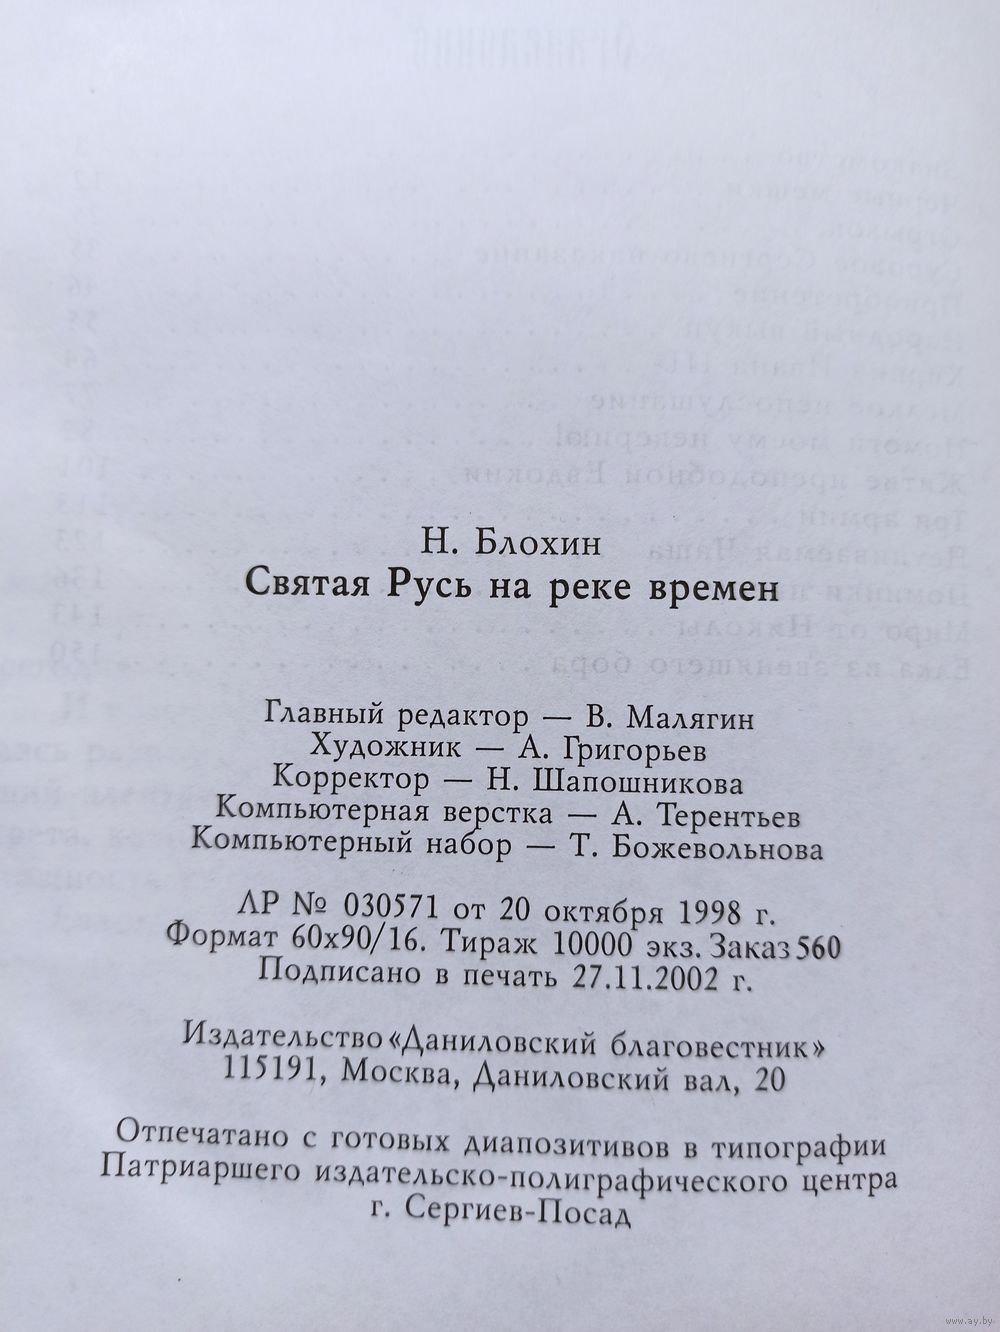 Н. Блохин
Святая Русь на реке времен
Главный редактор — В. Малягин
Художник — А. Григорьев
Корректор — Н. Шапошникова
Компьютерная верстка — А. Терентьев
Компьютерный набор — Т. Божевольнова
ЛР № 030571 от 20 октября 1998 г.
Формат 60х90/16. Тираж 10000 экз. Заказ 560
Подписано в печать 27.11.2002 г.
Издательство «Даниловский благовестник»
115191, Москва, Даниловский вал, 20
Отпечатано с готовых диапозитивов в типографии
Патриаршего издательско-полиграфического центра
г. Сергиев-Посад
www.ay.by